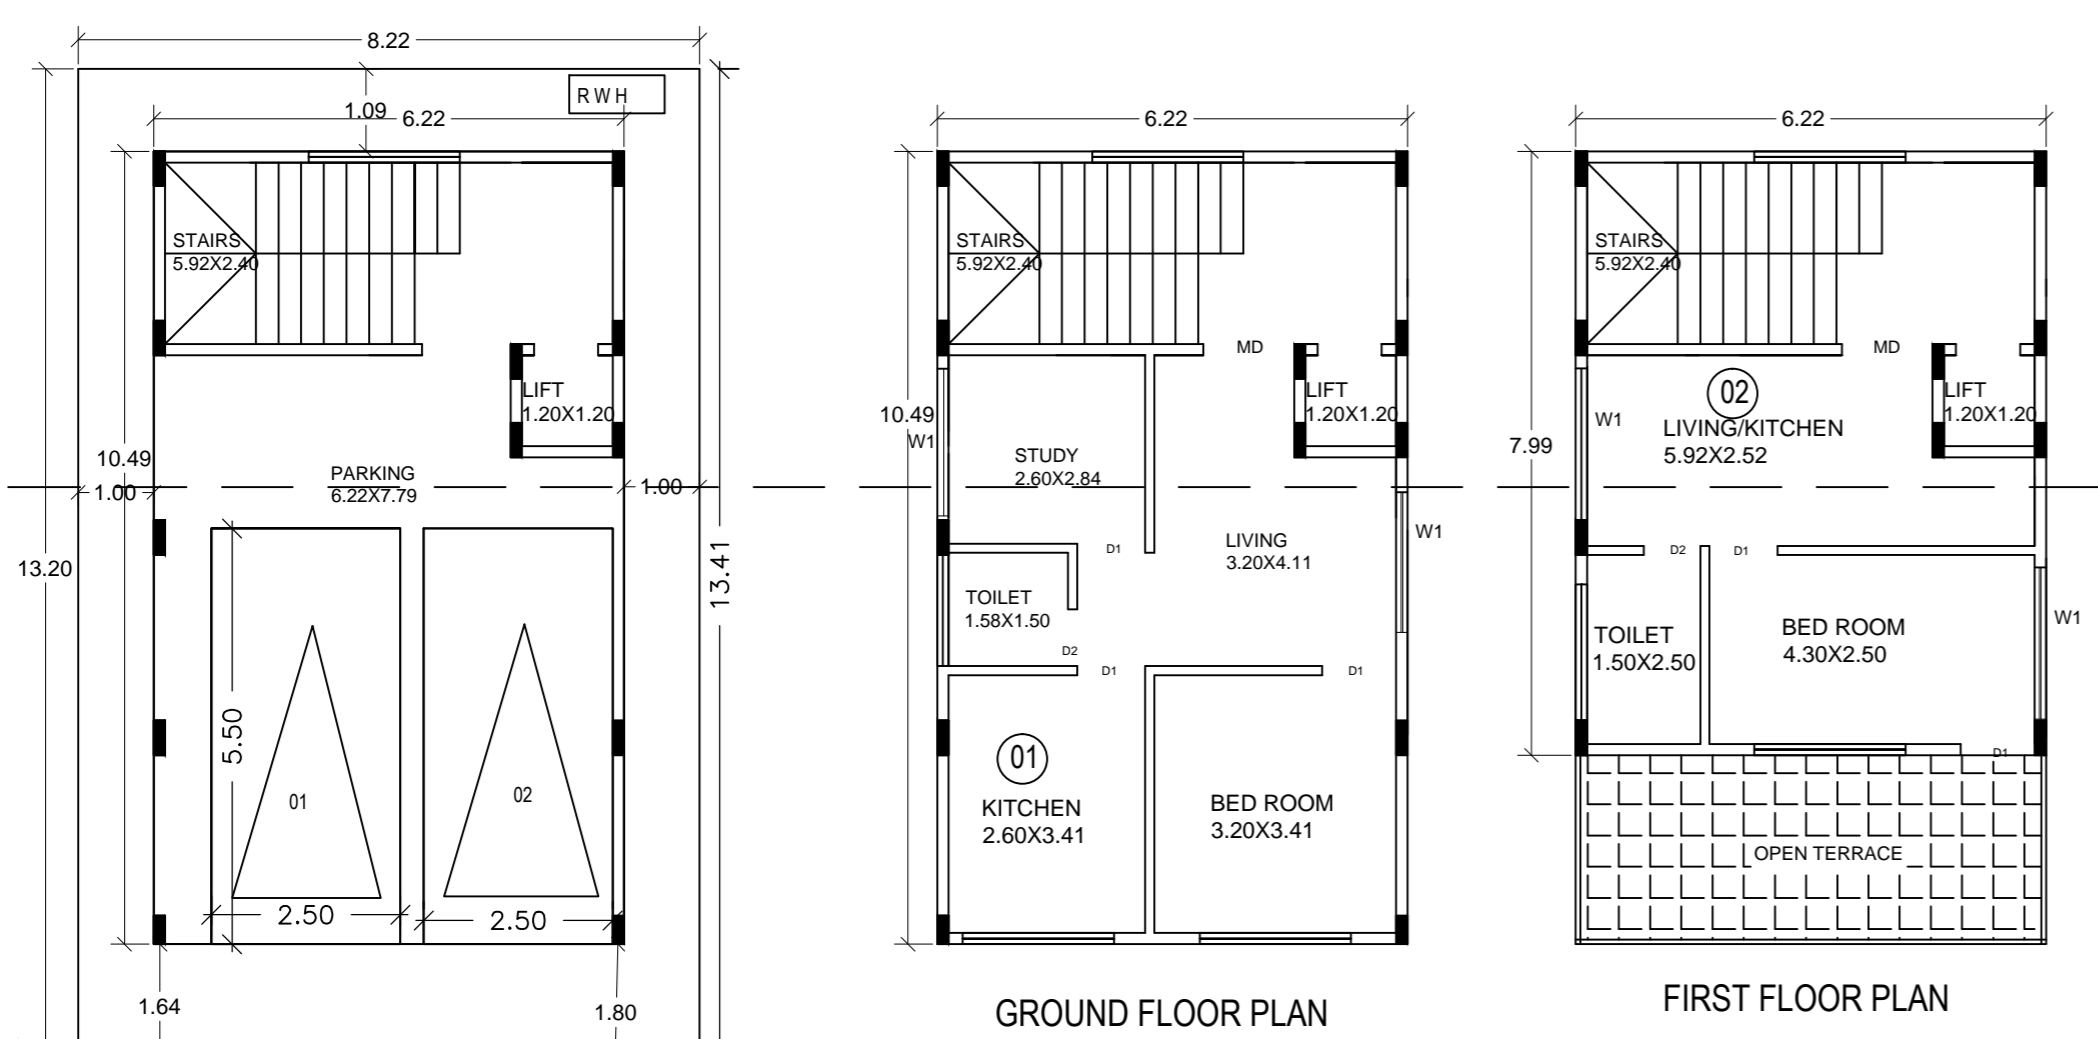 8.22
RWH
1.09
6.22
STAIRS
5.92X2.40
LIFT
1.20X1.20
10.49
PARKING
6.22X7.79
1.00
1.00
13.20
13.41
5.50
01
02
2.50
2.50
1.64
1.80
6.22
STAIRS
5.92X2.40
MD
LIFT
1.20X1.20
10.49
W1
STUDY
2.60X2.84
D1
LIVING
3.20X4.11
W1
TOILET
1.58X1.50
D2
D1
D1
01
KITCHEN
2.60X3.41
BED ROOM
3.20X3.41
GROUND FLOOR PLAN
6.22
STAIRS
5.92X2.40
MD
02
LIFT
1.20X1.20
W1
LIVING/KITCHEN
5.92X2.52
7.99
D2
D1
TOILET
1.50X2.50
BED ROOM
4.30X2.50
W1
D1
OPEN TERRACE
FIRST FLOOR PLAN